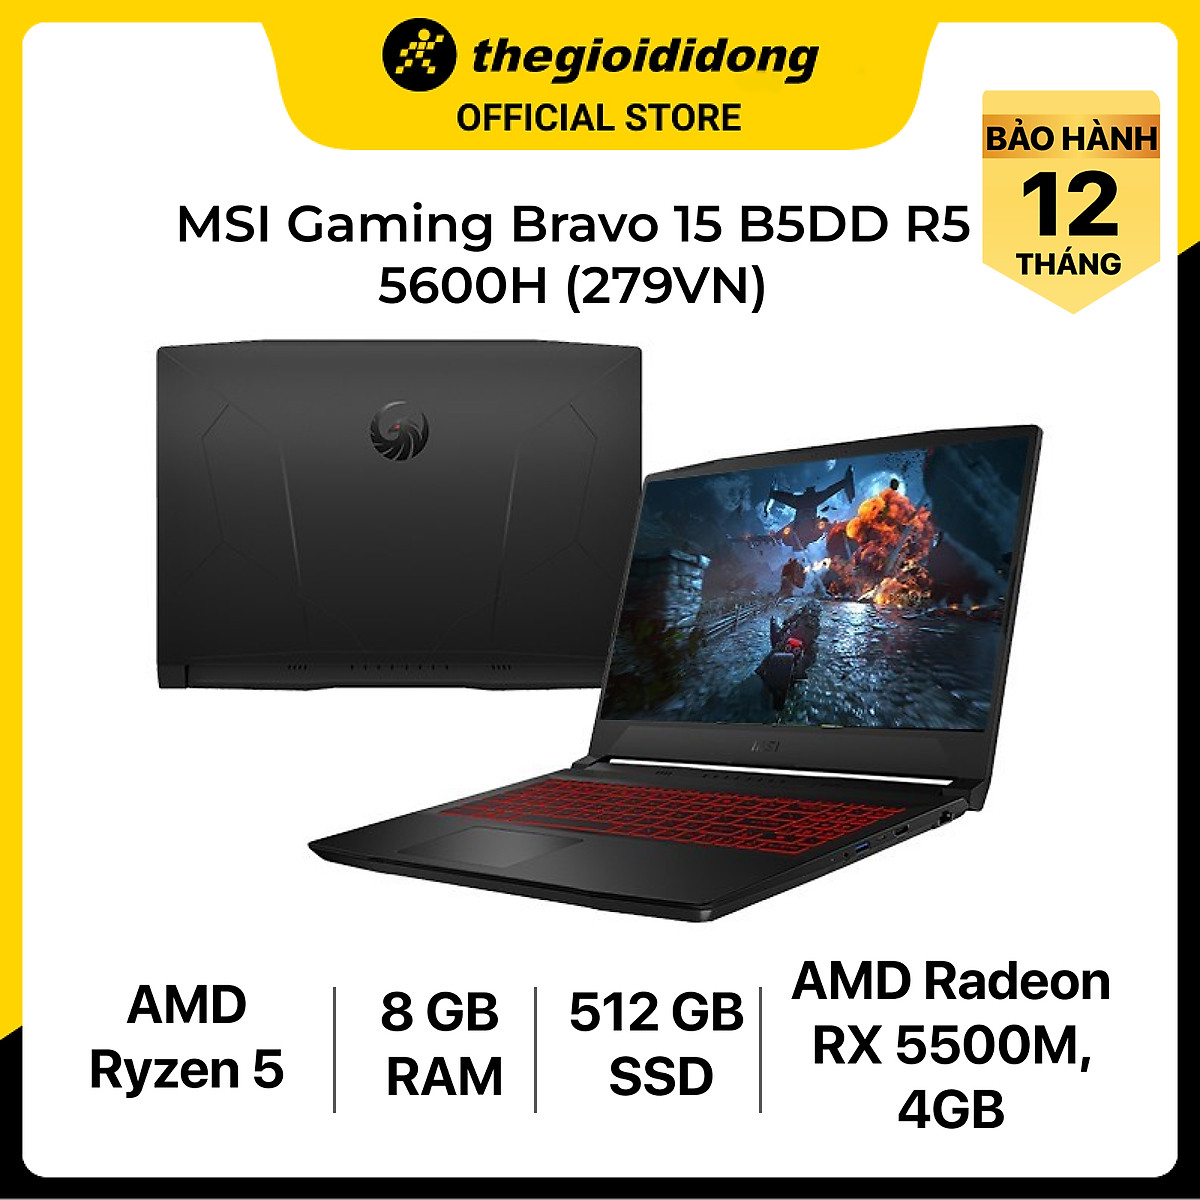 thegioididong
OFFICIAL STORE
BẢO HÀNH
12
THÁNG
MSI Gaming Bravo 15 B5DD R5
5600H (279VN)
msi
AMD
Ryzen 5
8 GB
RAM
512 GB
SSD
AMD Radeon
RX 5500M,
4GB